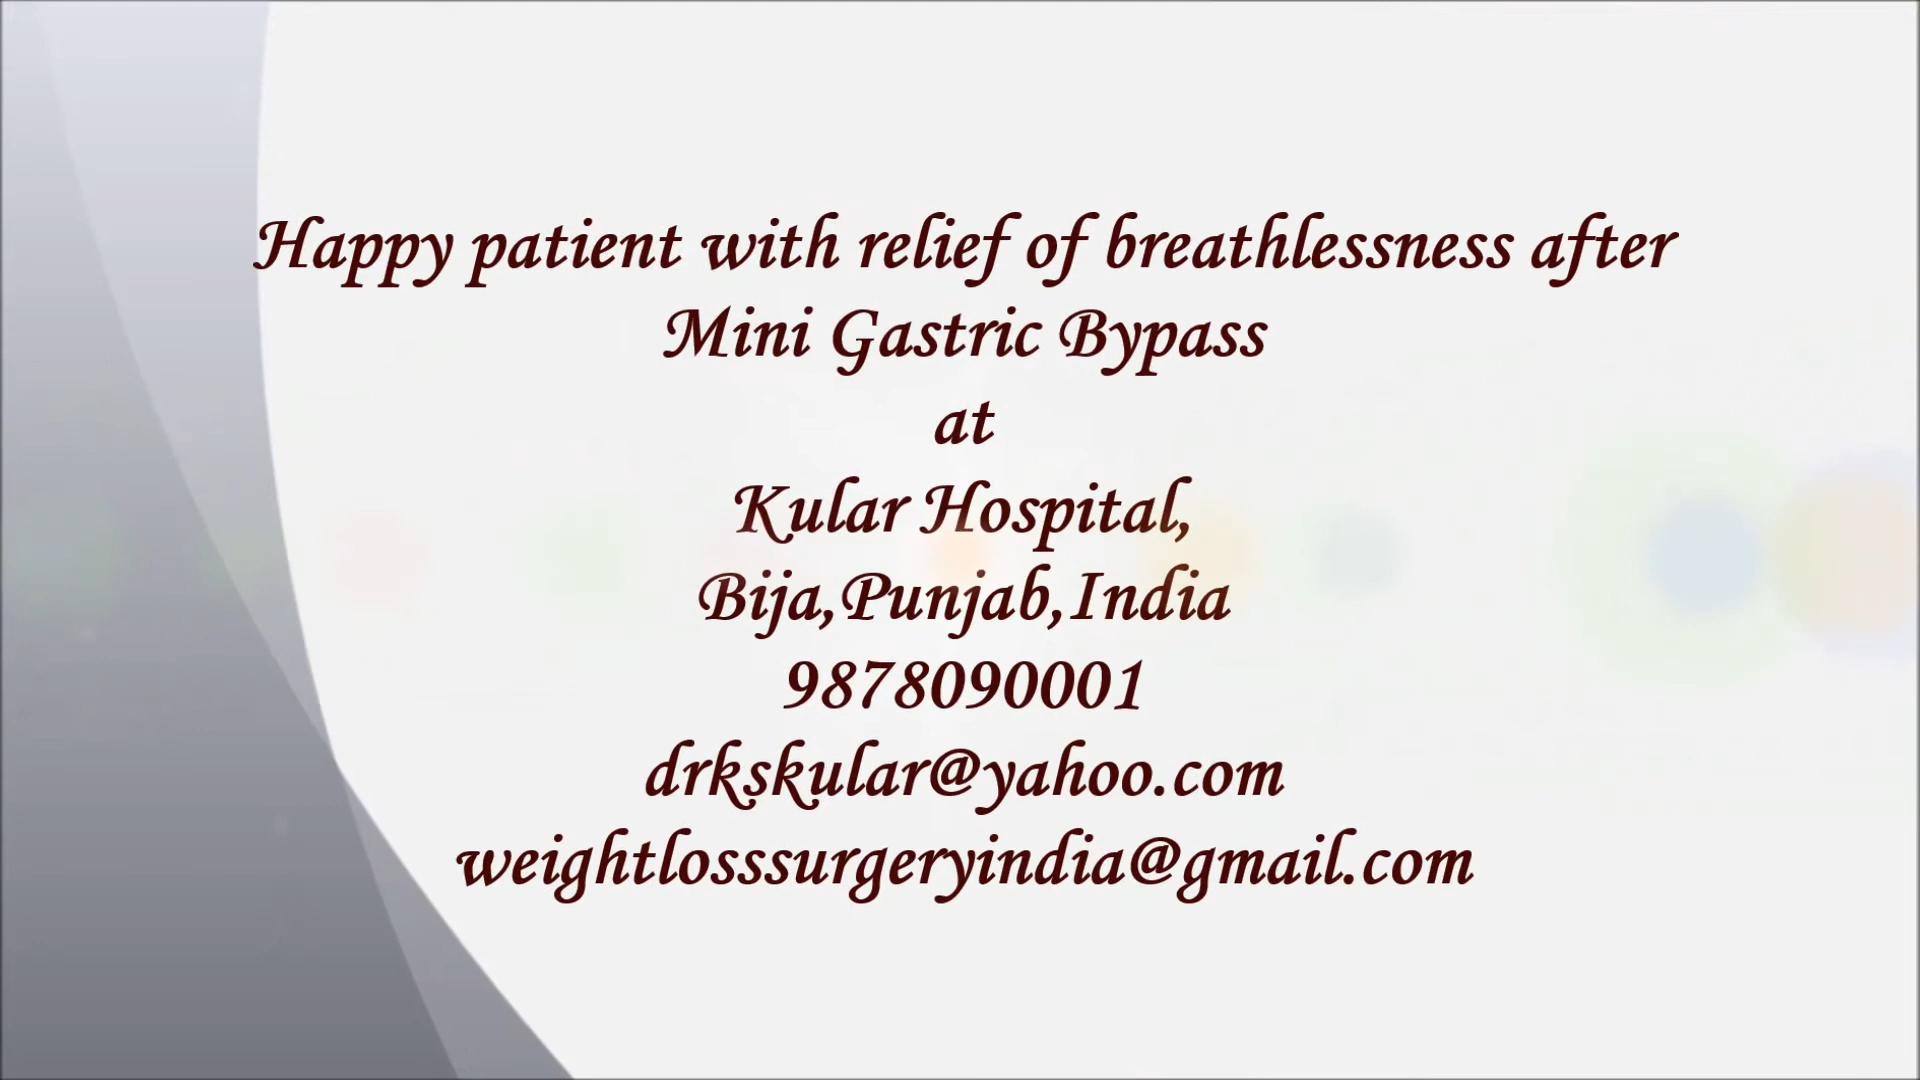 Happy patient with relief of breathlessness after
Mini Gastric Bypass
at
Kular Hospital,
Bija,Punjab,India
9878090001
drkskular@yahoo.com
weightlosssurgeryindia@gmail.com